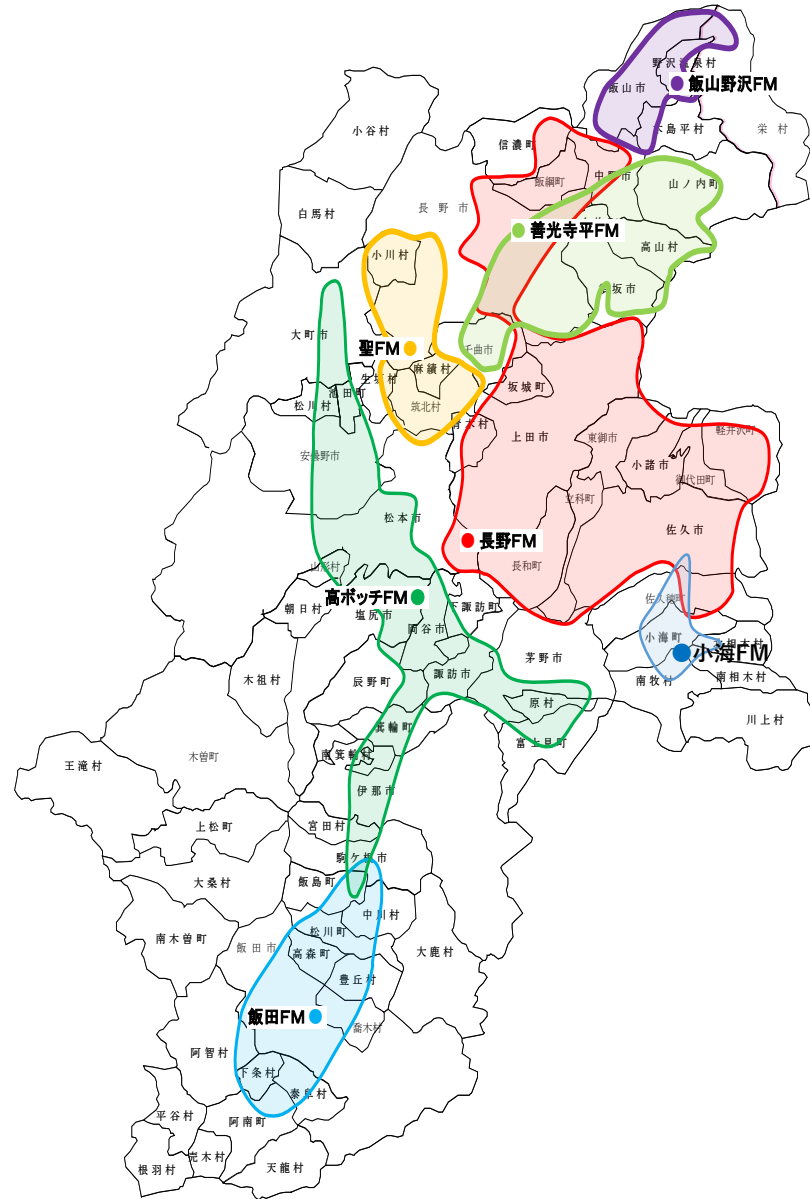 野沢温泉村
飯山市
飯山野沢FM
木島平村
栄村
小谷村
信濃町
飯綱町
中野市
山ノ内町
白馬村
長野市
善光寺平FM
高山村
小川村
大町市
聖FM
千曲市
麻績村
生坂村
池田町
松川村
筑北村
坂城町
上田市
東御市
軽井沢町
安曇野市
小諸市
御代田町
立科町
松本市
佐久市
長野FM
長和町
山形村
高ボッチFM
朝日村
塩尻市
下諏訪町
岡谷市
佐久穂町
小海町
小海FM
茅野市
諏訪市
木祖村
辰野町
原村
南牧村
南相木村
川上村
箕輪町
富士見町
南箕輪村
木曽町
王滝村
伊那市
上松町
宮田村
駒ケ根市
大桑村
飯島町
中川村
松川町
南木曽町
飯田市
高森町
大鹿村
豊丘村
飯田FM
喬木村
阿智村
下条村
泰阜村
平谷村
阿南町
売木村
根羽村
天龍村